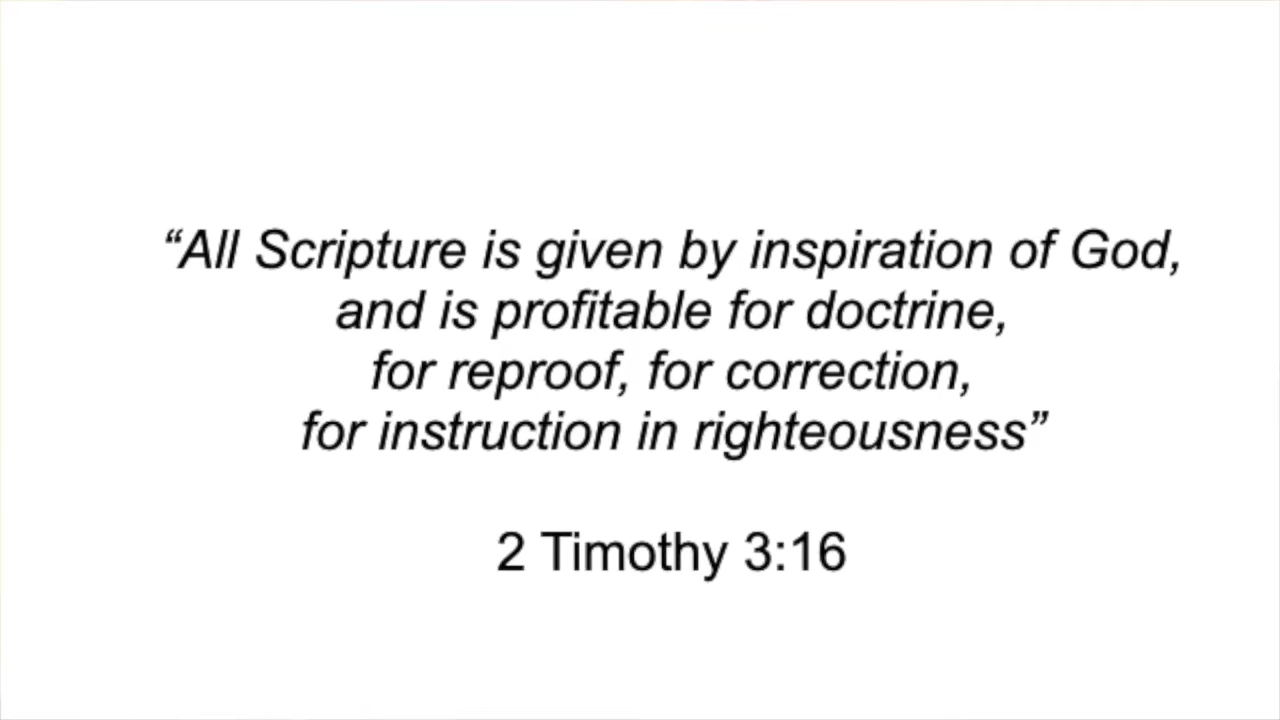 “All Scripture is given by inspiration of God,
and is profitable for doctrine,
for reproof, for correction,
for instruction in righteousness”
2 Timothy 3:16